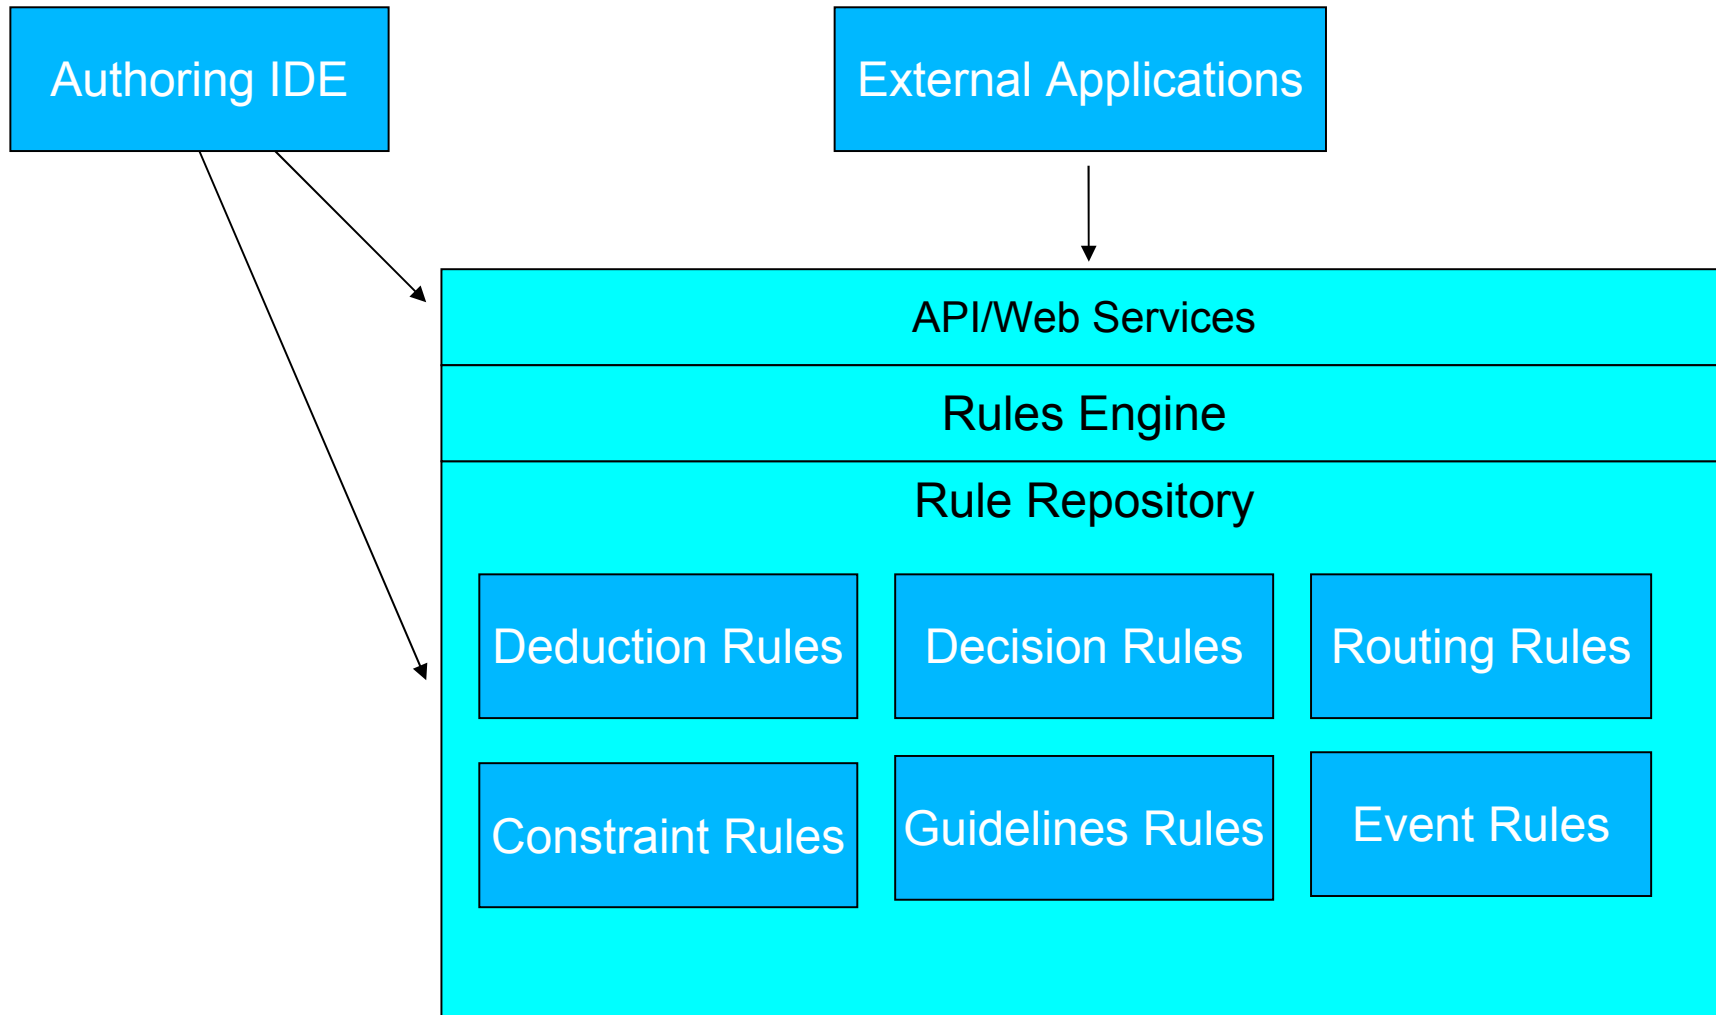 Authoring IDE
External Applications
API/Web Services
Rules Engine
Rule Repository
Deduction Rules
Decision Rules
Routing Rules
Constraint Rules
Guidelines Rules
Event Rules